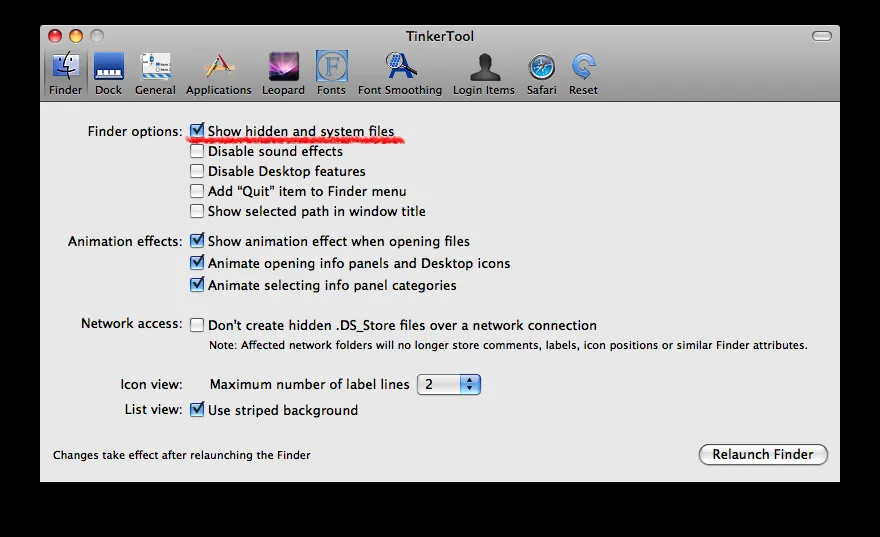 TinkerTool
Finder Dock General Applications Leopard Fonts Font Smoothing Login Items Safari Reset
Finder options: Show hidden and system files
Disable sound effects
Disable Desktop features
Add “Quit” item to Finder menu
Show selected path in window title
Animation effects: Show animation effect when opening files
Animate opening info panels and Desktop icons
Animate selecting info panel categories
Network access: Don't create hidden .DS_Store files over a network connection
Note: Affected network folders will no longer store comments, labels, icon positions or similar Finder attributes.
Icon view: Maximum number of label lines 2
List view: Use striped background
Changes take effect after relaunching the Finder Relaunch Finder